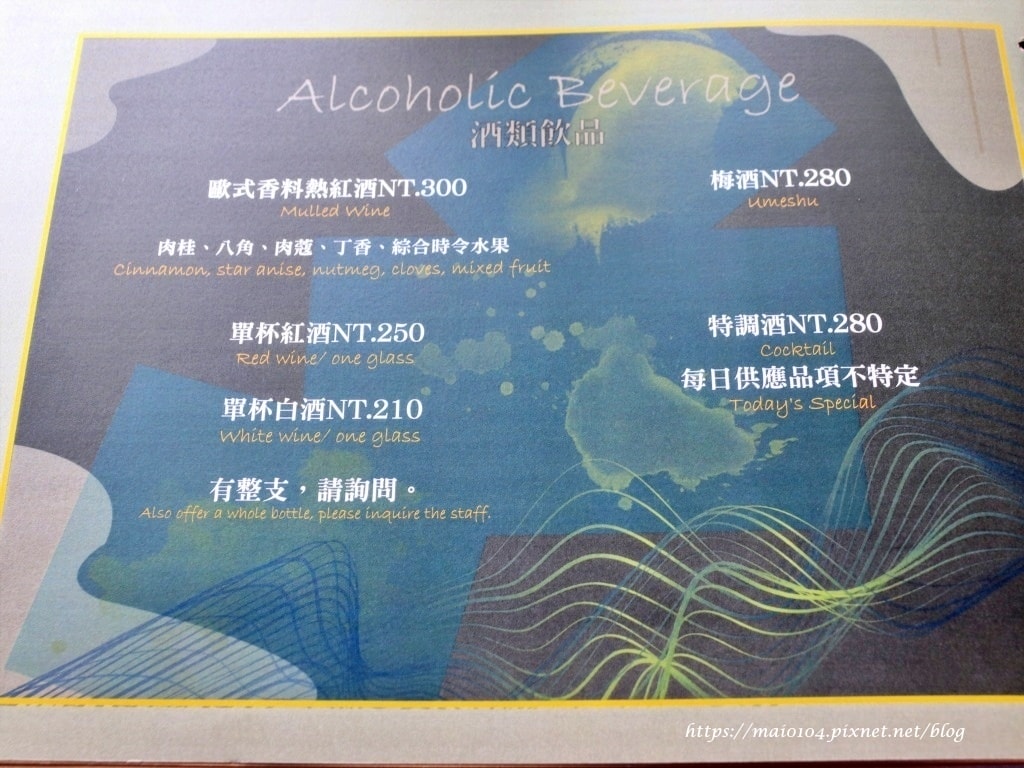 Alcoholic Beverage
酒類飲品
歐式香料熱紅酒NT.300
Mulled Wine
肉桂、八角、肉蔻、丁香、綜合時令水果
Cinnamon, star anise, nutmeg, cloves, mixed fruit
單杯紅酒NT.250
Red wine/ one glass
單杯白酒NT.210
White wine/ one glass
有整支，請詢問。
Also offer a whole bottle, please inquire the staff.
梅酒NT.280
Umeshu
特調酒NT.280
Cocktail
每日供應品項不特定
Today's Special
https://maio104.pixnet.net/blog